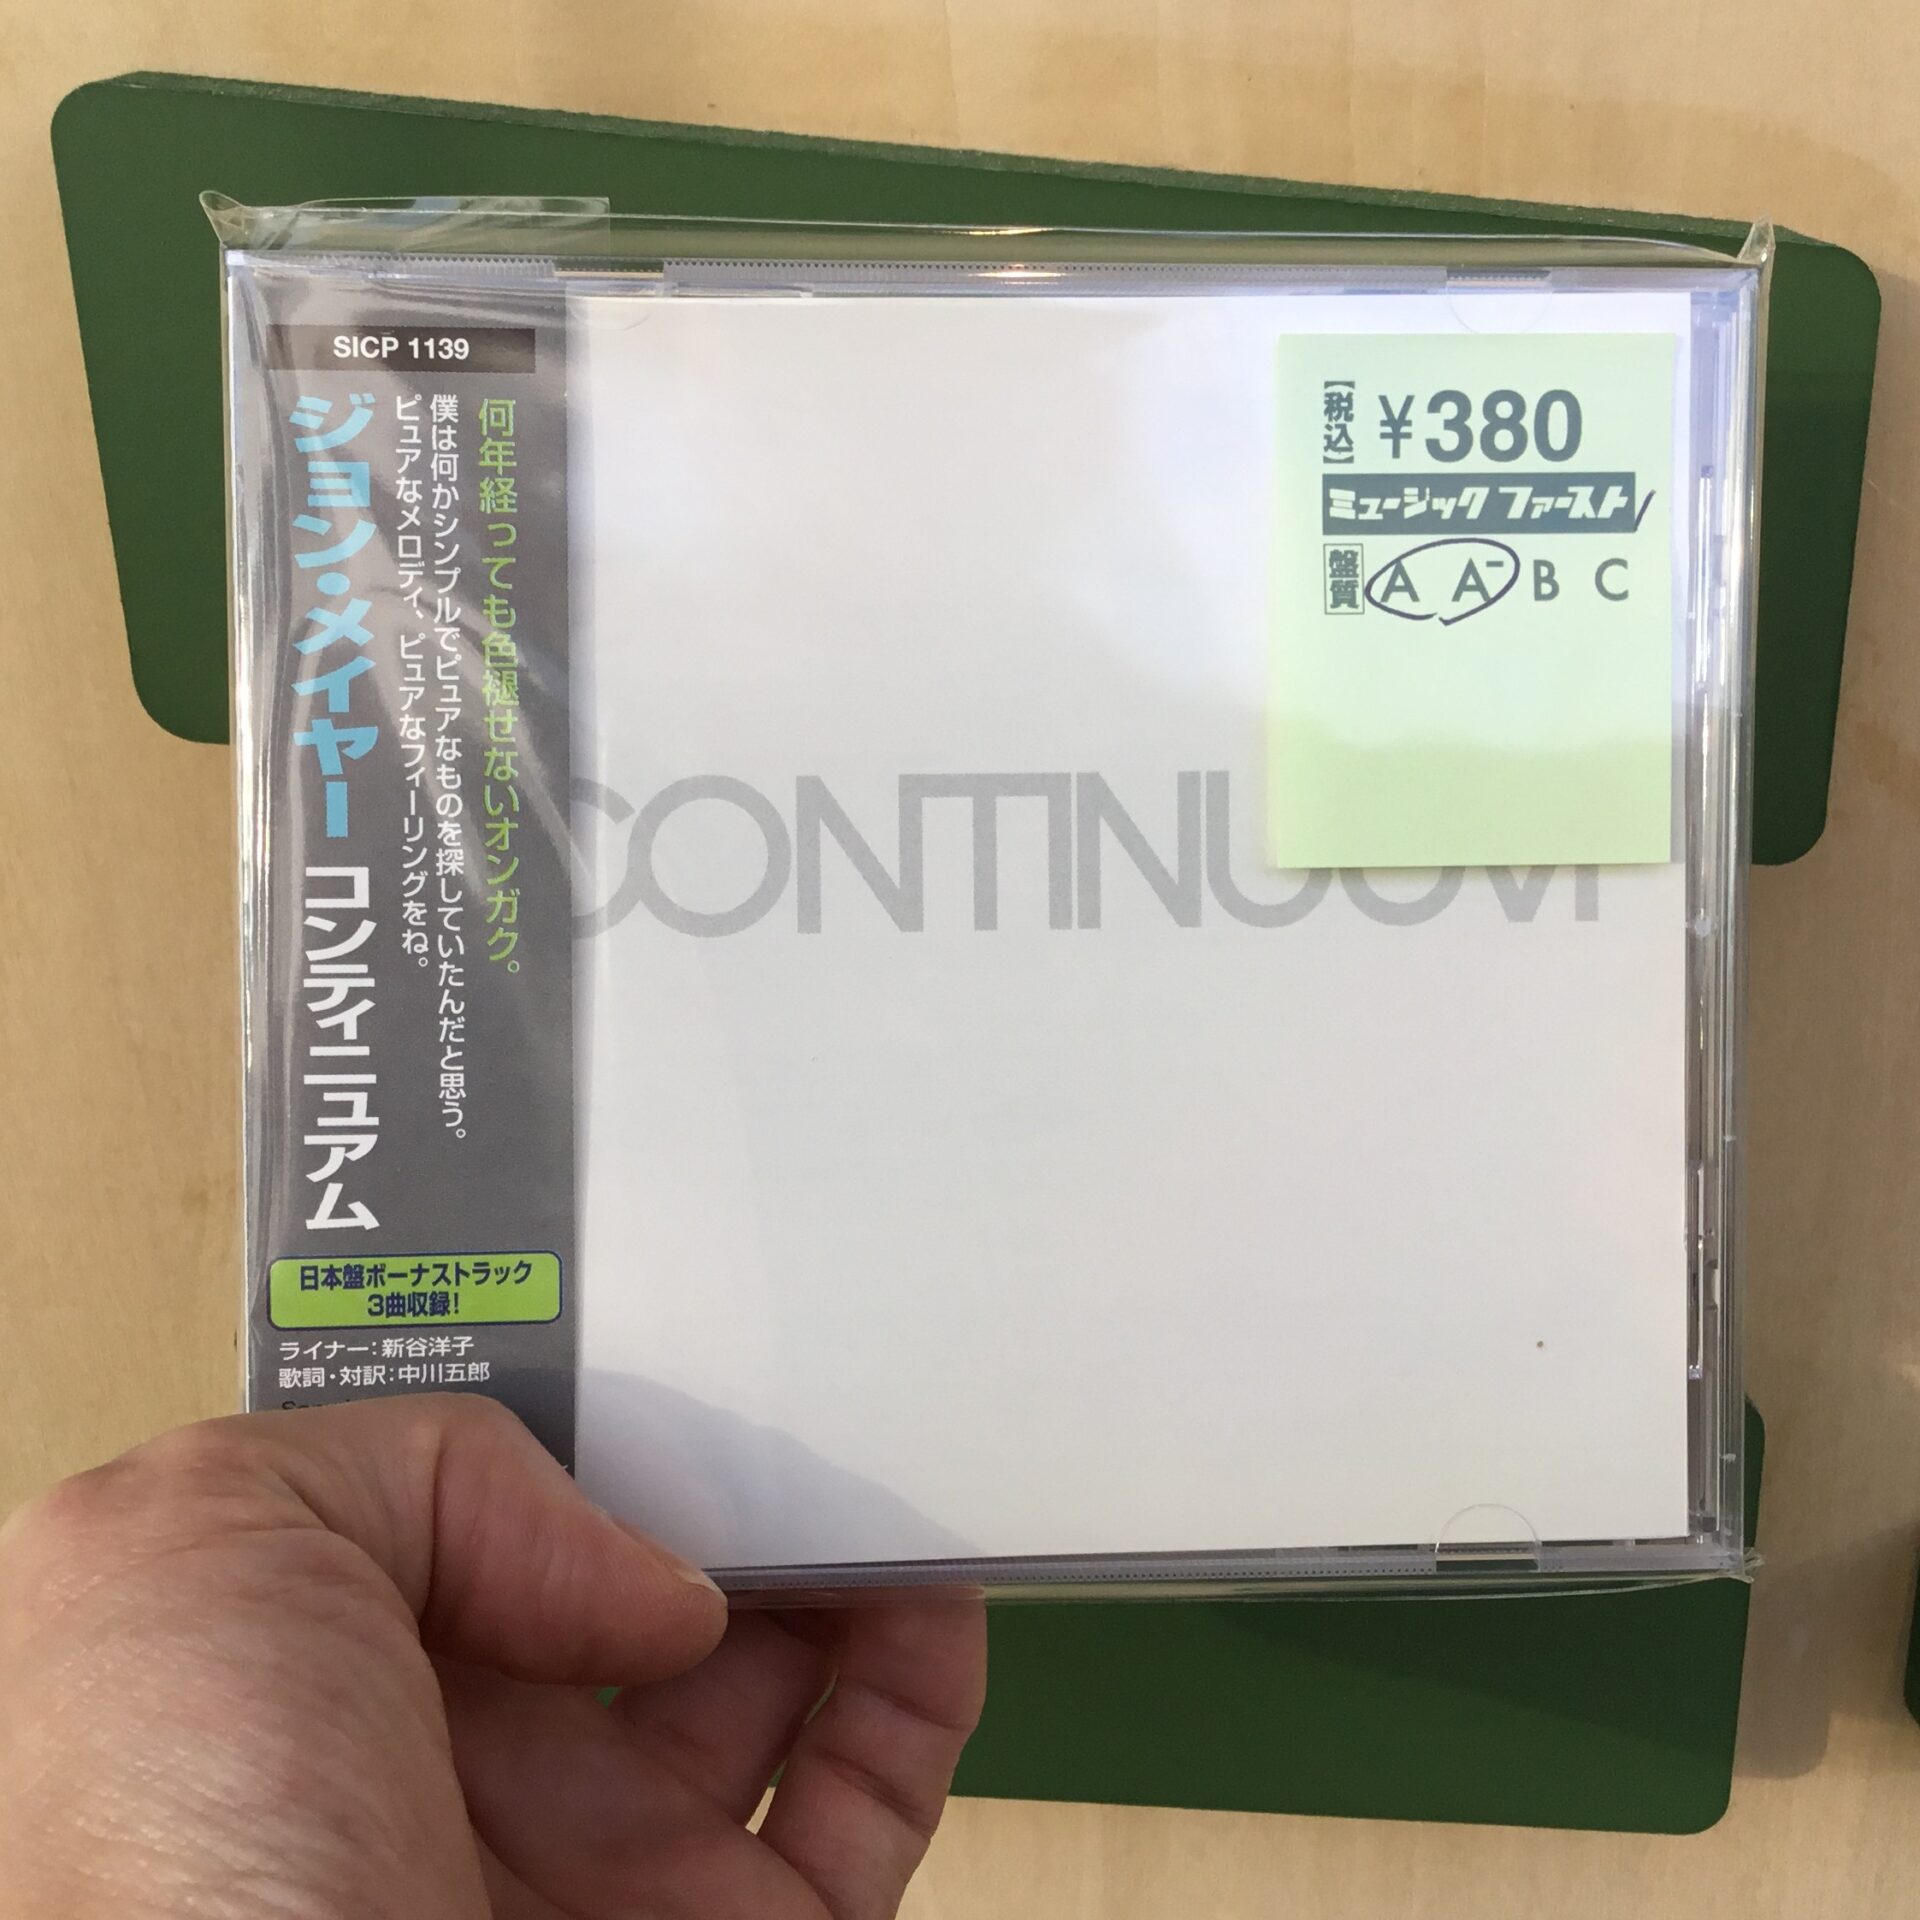 SICP 1139
何年経っても色褪せないオンガク。
僕は何かシンプルでピュアなものを探していたんだと思う。
ピュアなメロディ、ピュアなフィーリングをね。
ジョン・メイヤー コンティニュアム
日本盤ボーナストラック
3曲収録!
ライナー:新谷洋子
歌詞・対訳:中川五郎
CONTINUUM
【税込】 ¥380
ミュージック ファースト
盤質 A A- B C